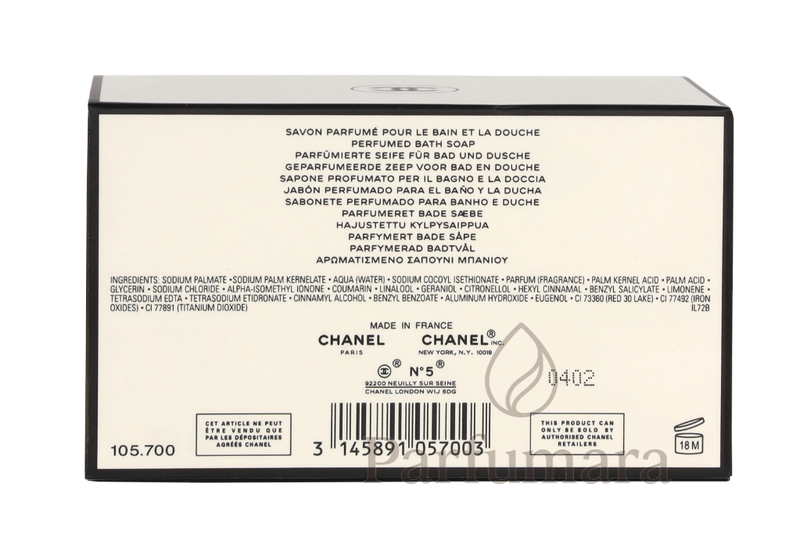 SAVON PARFUMÉ POUR LE BAIN ET LA DOUCHE
PERFUMED BATH SOAP
PARFÜMIERTE SEIFE FÜR BAD UND DUSCHE
GEPARFUMEERDE ZEEP VOOR BAD EN DOUCHE
SAPONE PROFUMATO PER IL BAGNO E LA DOCCIA
JABÓN PERFUMADO PARA EL BAÑO Y LA DUCHA
SABONETE PERFUMADO PARA BANHO E DUCHE
PARFUMERET BADE SÆBE
HAJUSTETTU KYLPYSAIPPUA
PARFYMERT BADE SÅPE
PARFYMERAD BADTVÅL
ΑΡΩΜΑΤΙΣΜΕΝΟ ΣΑΠΟΥΝΙ ΜΠΑΝΙΟΥ
INGREDIENTS: SODIUM PALMATE • SODIUM PALM KERNELATE • AQUA (WATER) • SODIUM COCOYL ISETHIONATE • PARFUM (FRAGRANCE) • PALM KERNEL ACID • PALM ACID •
GLYCERIN • SODIUM CHLORIDE • ALPHA-ISOMETHYL IONONE • COUMARIN • LINALOOL • GERANIOL • CITRONELLOL • HEXYL CINNAMAL • BENZYL SALICYLATE • LIMONENE •
TETRASODIUM EDTA • TETRASODIUM ETIDRONATE • CINNAMYL ALCOHOL • BENZYL BENZOATE • ALUMINUM HYDROXIDE • EUGENOL • CI 73360 (RED 30 LAKE) • CI 77492 (IRON
OXIDES) • CI 77891 (TITANIUM DIOXIDE) IL72B
MADE IN FRANCE
CHANEL CHANEL® INC.
PARIS NEW YORK, N.Y. 10019
® N°5®
92200 NEUILLY SUR SEINE
CHANEL LONDON W1J 6DG
0402
CET ARTICLE NE PEUT
ÊTRE VENDU QUE
PAR LES DÉPOSITAIRES
AGRÉÉS CHANEL
THIS PRODUCT CAN
ONLY BE SOLD BY
AUTHORISED CHANEL
RETAILERS
105.700
3 145891 057003
18 M
Parfumara